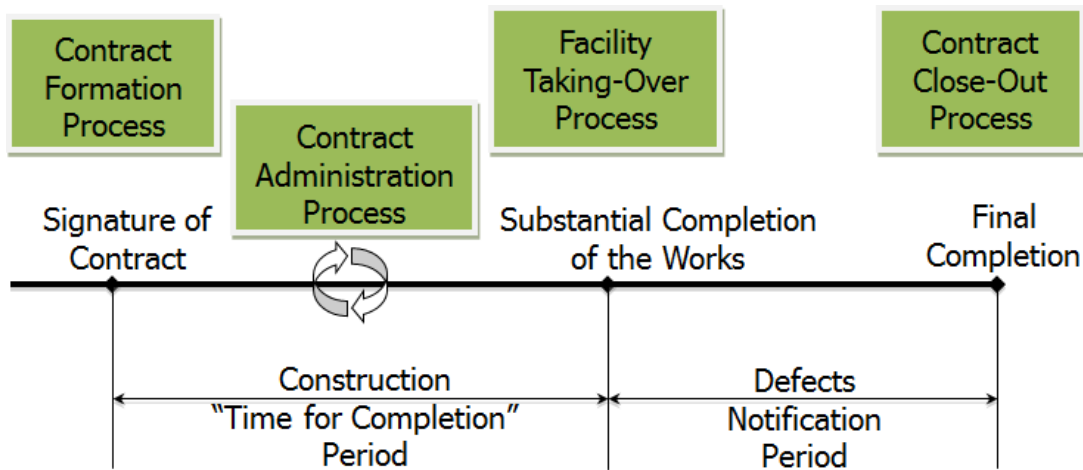 Contract
Formation
Process
Contract
Administration
Process
Facility
Taking-Over
Process
Contract
Close-Out
Process
Signature of
Contract
Substantial Completion
of the Works
Final
Completion
Construction
“Time for Completion”
Period
Defects
Notification
Period